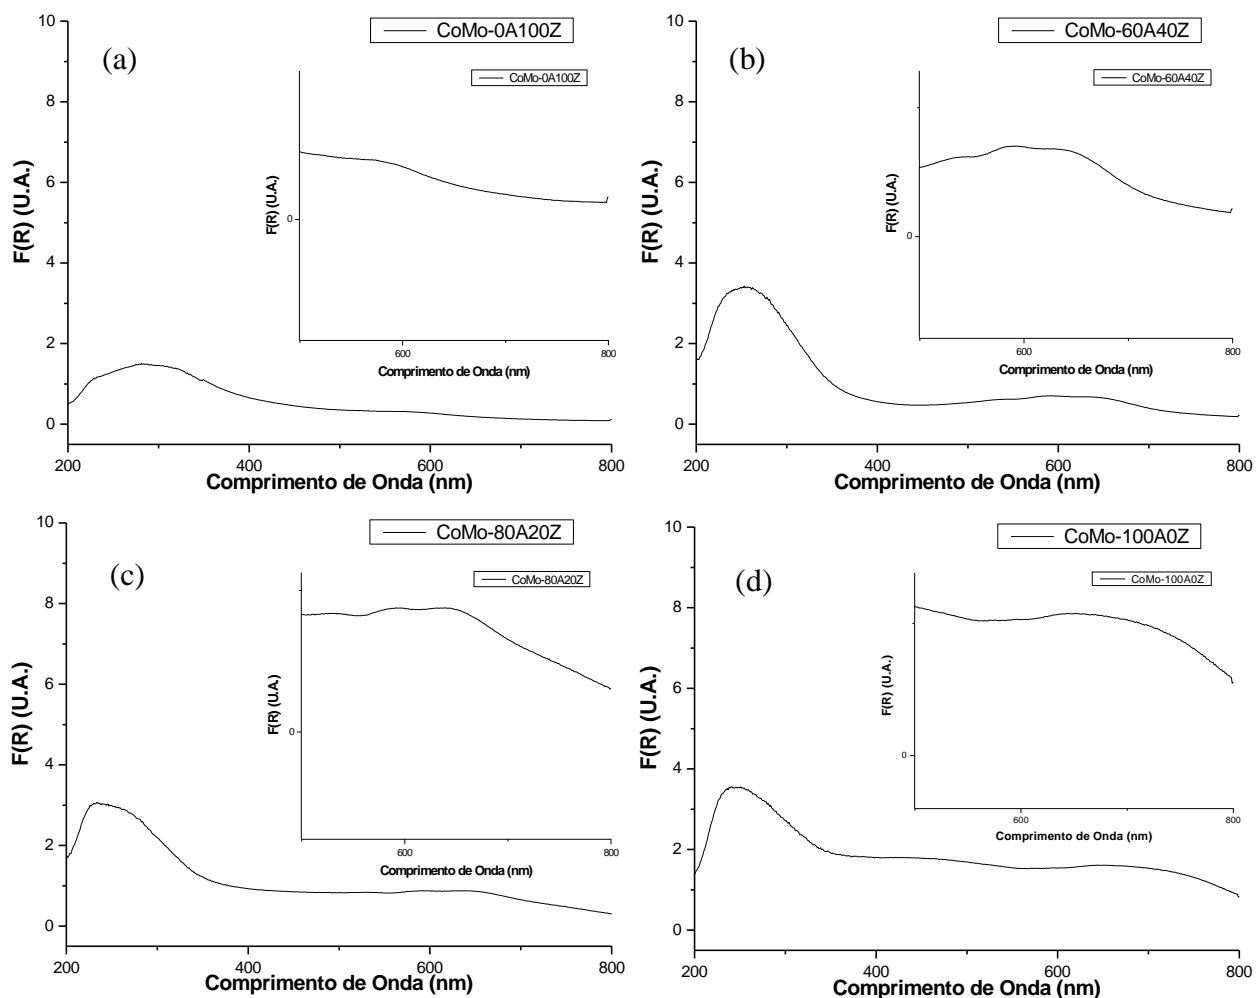 (a)
CoMo-0A100Z
CoMo-0A100Z
F(R) (U.A.)
10
8
6
4
2
0
200
400
600
800
Comprimento de Onda (nm)
F(R) (U.A.)
0
600
800
Comprimento de Onda (nm)
(b)
CoMo-60A40Z
CoMo-60A40Z
F(R) (U.A.)
10
8
6
4
2
0
200
400
600
800
Comprimento de Onda (nm)
F(R) (U.A.)
0
600
800
Comprimento de Onda (nm)
(c)
CoMo-80A20Z
CoMo-80A20Z
F(R) (U.A.)
10
8
6
4
2
0
200
400
600
800
Comprimento de Onda (nm)
F(R) (U.A.)
0
600
800
Comprimento de Onda (nm)
(d)
CoMo-100A0Z
CoMo-100A0Z
F(R) (U.A.)
10
8
6
4
2
0
200
400
600
800
Comprimento de Onda (nm)
F(R) (U.A.)
0
600
800
Comprimento de Onda (nm)